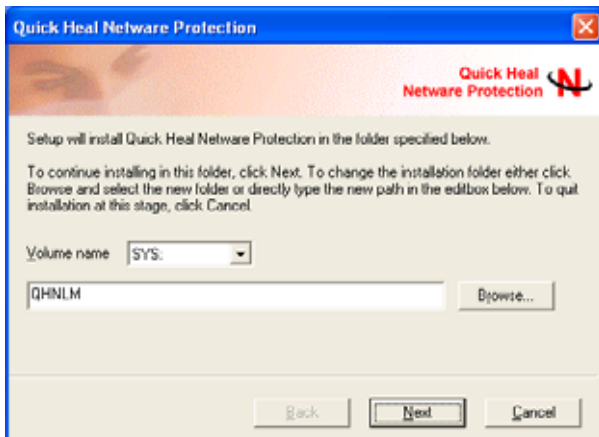 Quick Heal Netware Protection
Quick Heal
Netware Protection
Setup will install Quick Heal Netware Protection in the folder specified below.
To continue installing in this folder, click Next. To change the installation folder either click
Browse and select the new folder or directly type the new path in the editbox below. To quit
installation at this stage, click Cancel.
Volume name SYS:
QHNLM Browse...
Back Next Cancel